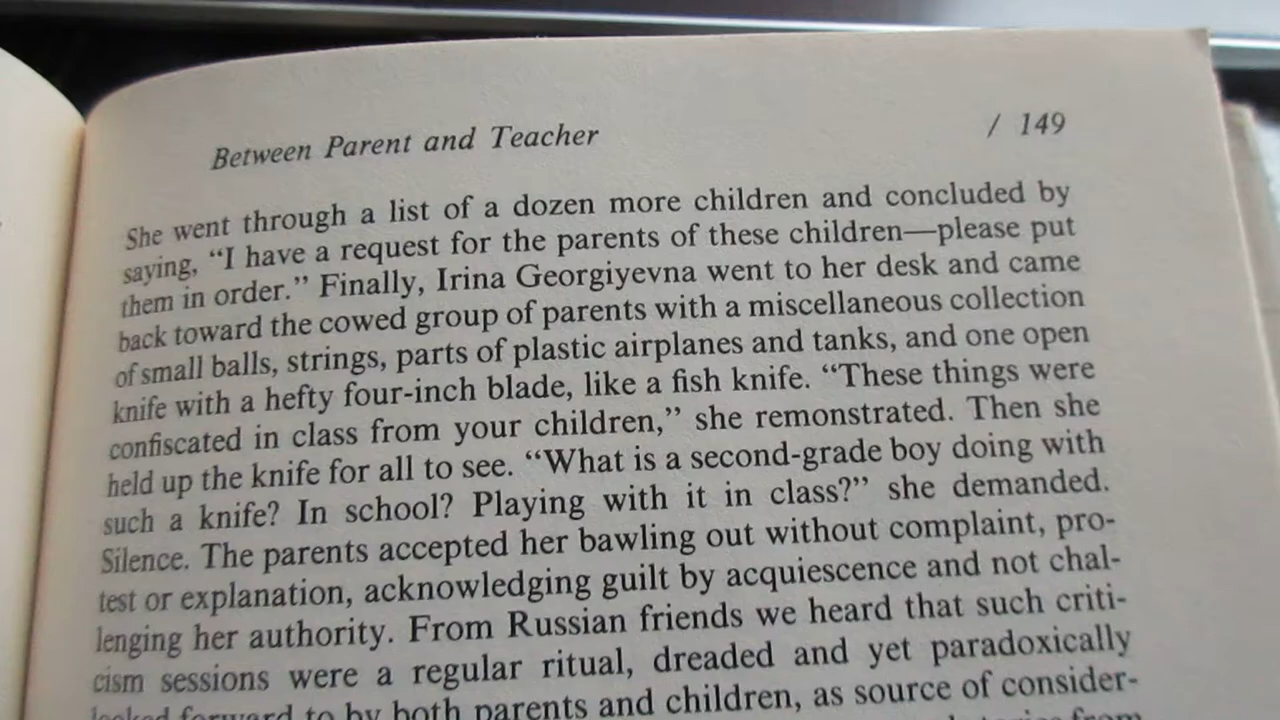 Between Parent and Teacher / 149
She went through a list of a dozen more children and concluded by
saying, “I have a request for the parents of these children—please put
them in order.” Finally, Irina Georgiyevna went to her desk and came
back toward the cowed group of parents with a miscellaneous collection
of small balls, strings, parts of plastic airplanes and tanks, and one open
knife with a hefty four-inch blade, like a fish knife. “These things were
confiscated in class from your children,” she remonstrated. Then she
held up the knife for all to see. “What is a second-grade boy doing with
such a knife? In school? Playing with it in class?” she demanded.
Silence. The parents accepted her bawling out without complaint, pro-
test or explanation, acknowledging guilt by acquiescence and not chal-
lenging her authority. From Russian friends we heard that such criti-
cism sessions were a regular ritual, dreaded and yet paradoxically
looked forward to by both parents and children, as source of consider-
from